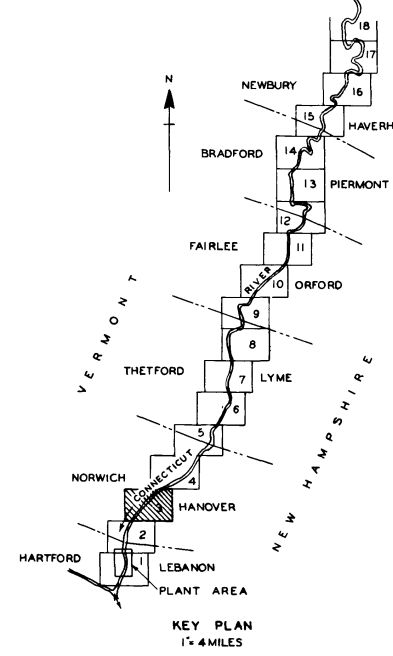 18
17
N
NEWBURY
16
15
HAVERH
14
BRADFORD
13
PIERMONT
12
FAIRLEE
11
RIVER
10
ORFORD
VERMONT
9
8
THETFORD
7
LYME
6
NEW HAMPSHIRE
5
CONNECTICUT
4
NORWICH
3
HANOVER
2
HARTFORD
1
LEBANON
PLANT AREA
KEY PLAN
1"= 4 MILES